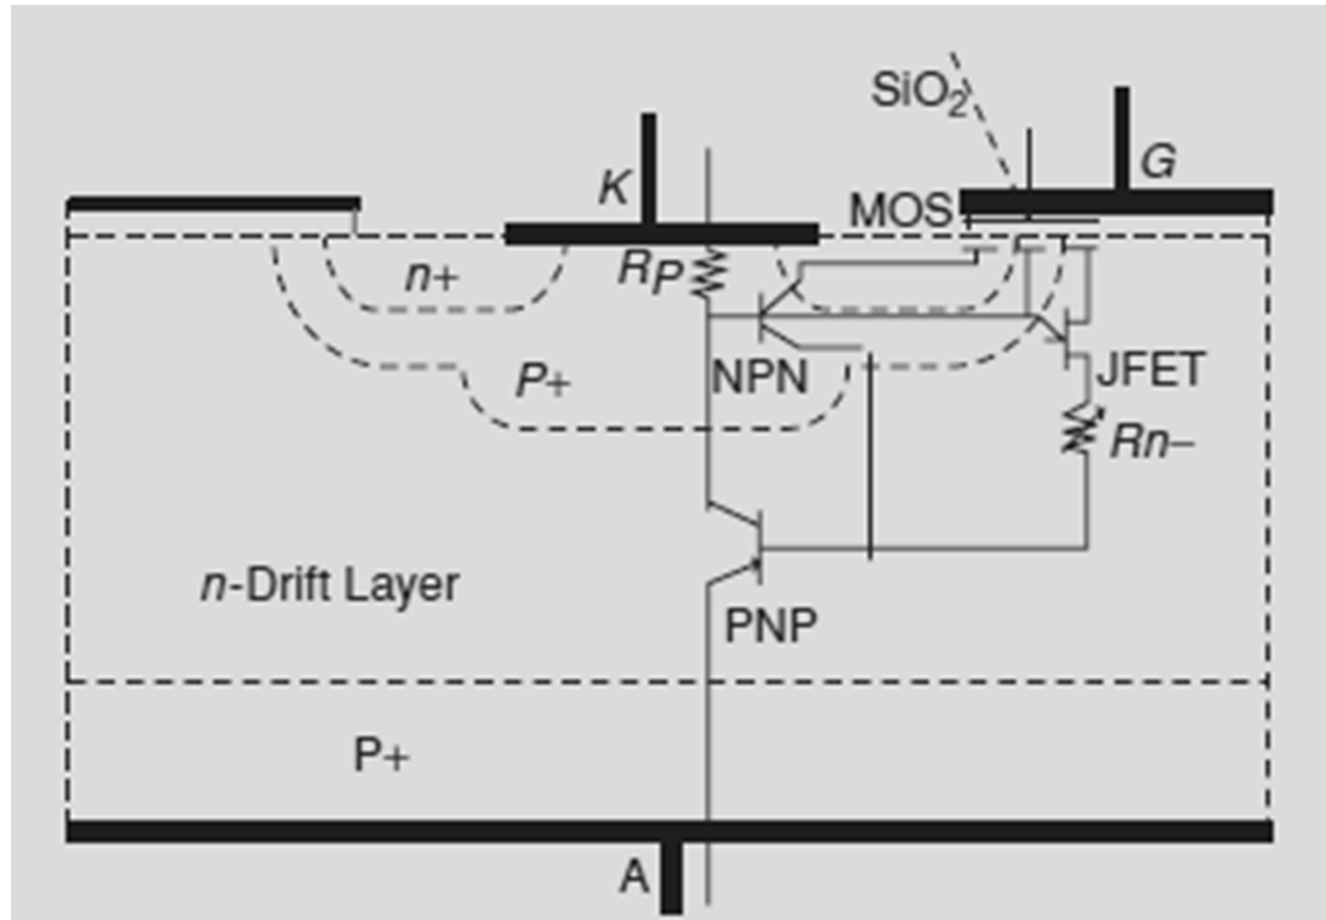 SiO2
K
G
MOS
n+
RP
P+
NPN
JFET
Rn–
n-Drift Layer
PNP
P+
A